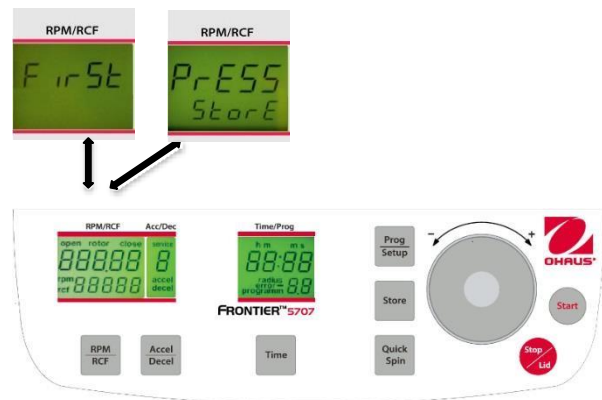 RPM/RCF
FirSt
RPM/RCF
PrESS
StorE
RPM/RCF
Acc/Dec
open rotor close
service
888.88
8
rpm
rcf
88888
accel
decel
Time/Prog
h m m s
88:88
radius
error
programm
88
FRONTIER™ 5707
RPM
RCF
Accel
Decel
Time
Prog
Setup
Store
Quick
Spin
- +
OHAUS®
Start
Stop
Lid